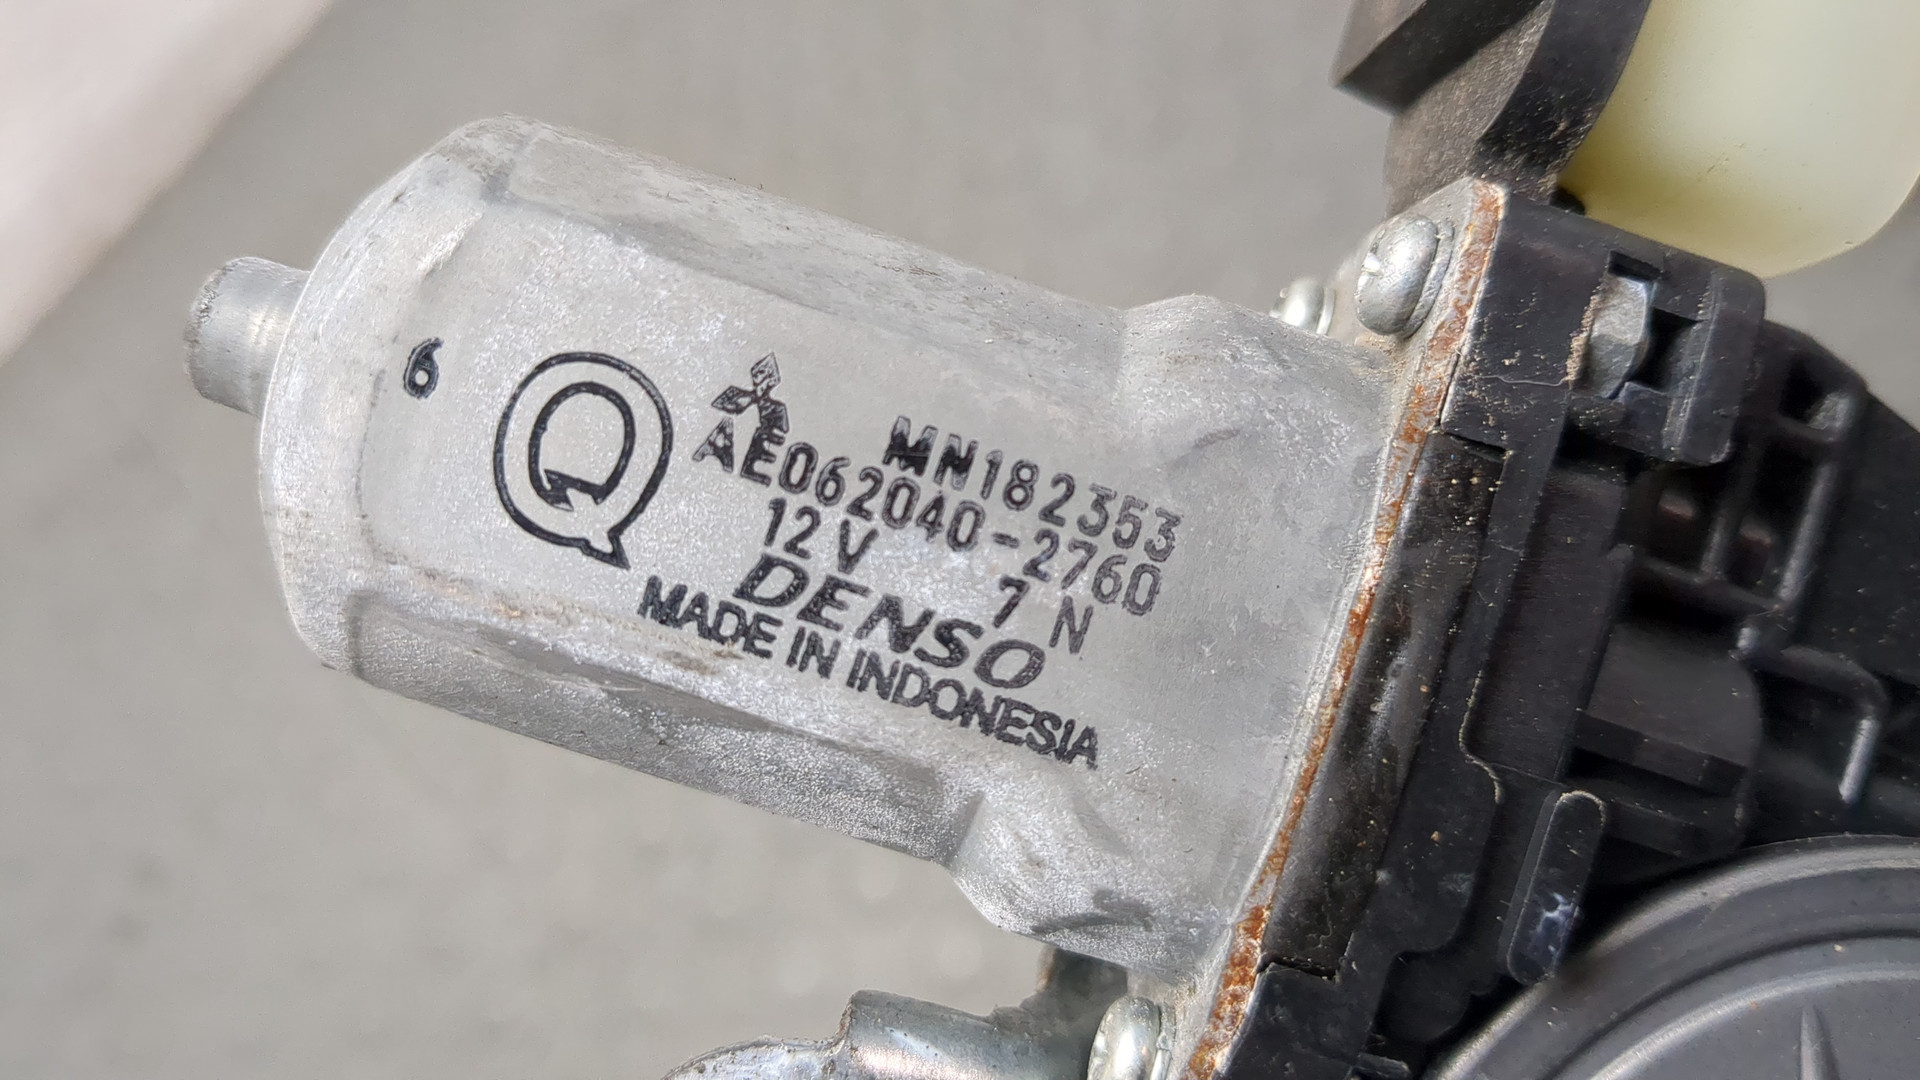 6
Q
MN182353
AE062040-2760
12V 7 N
DENSO
MADE IN INDONESIA